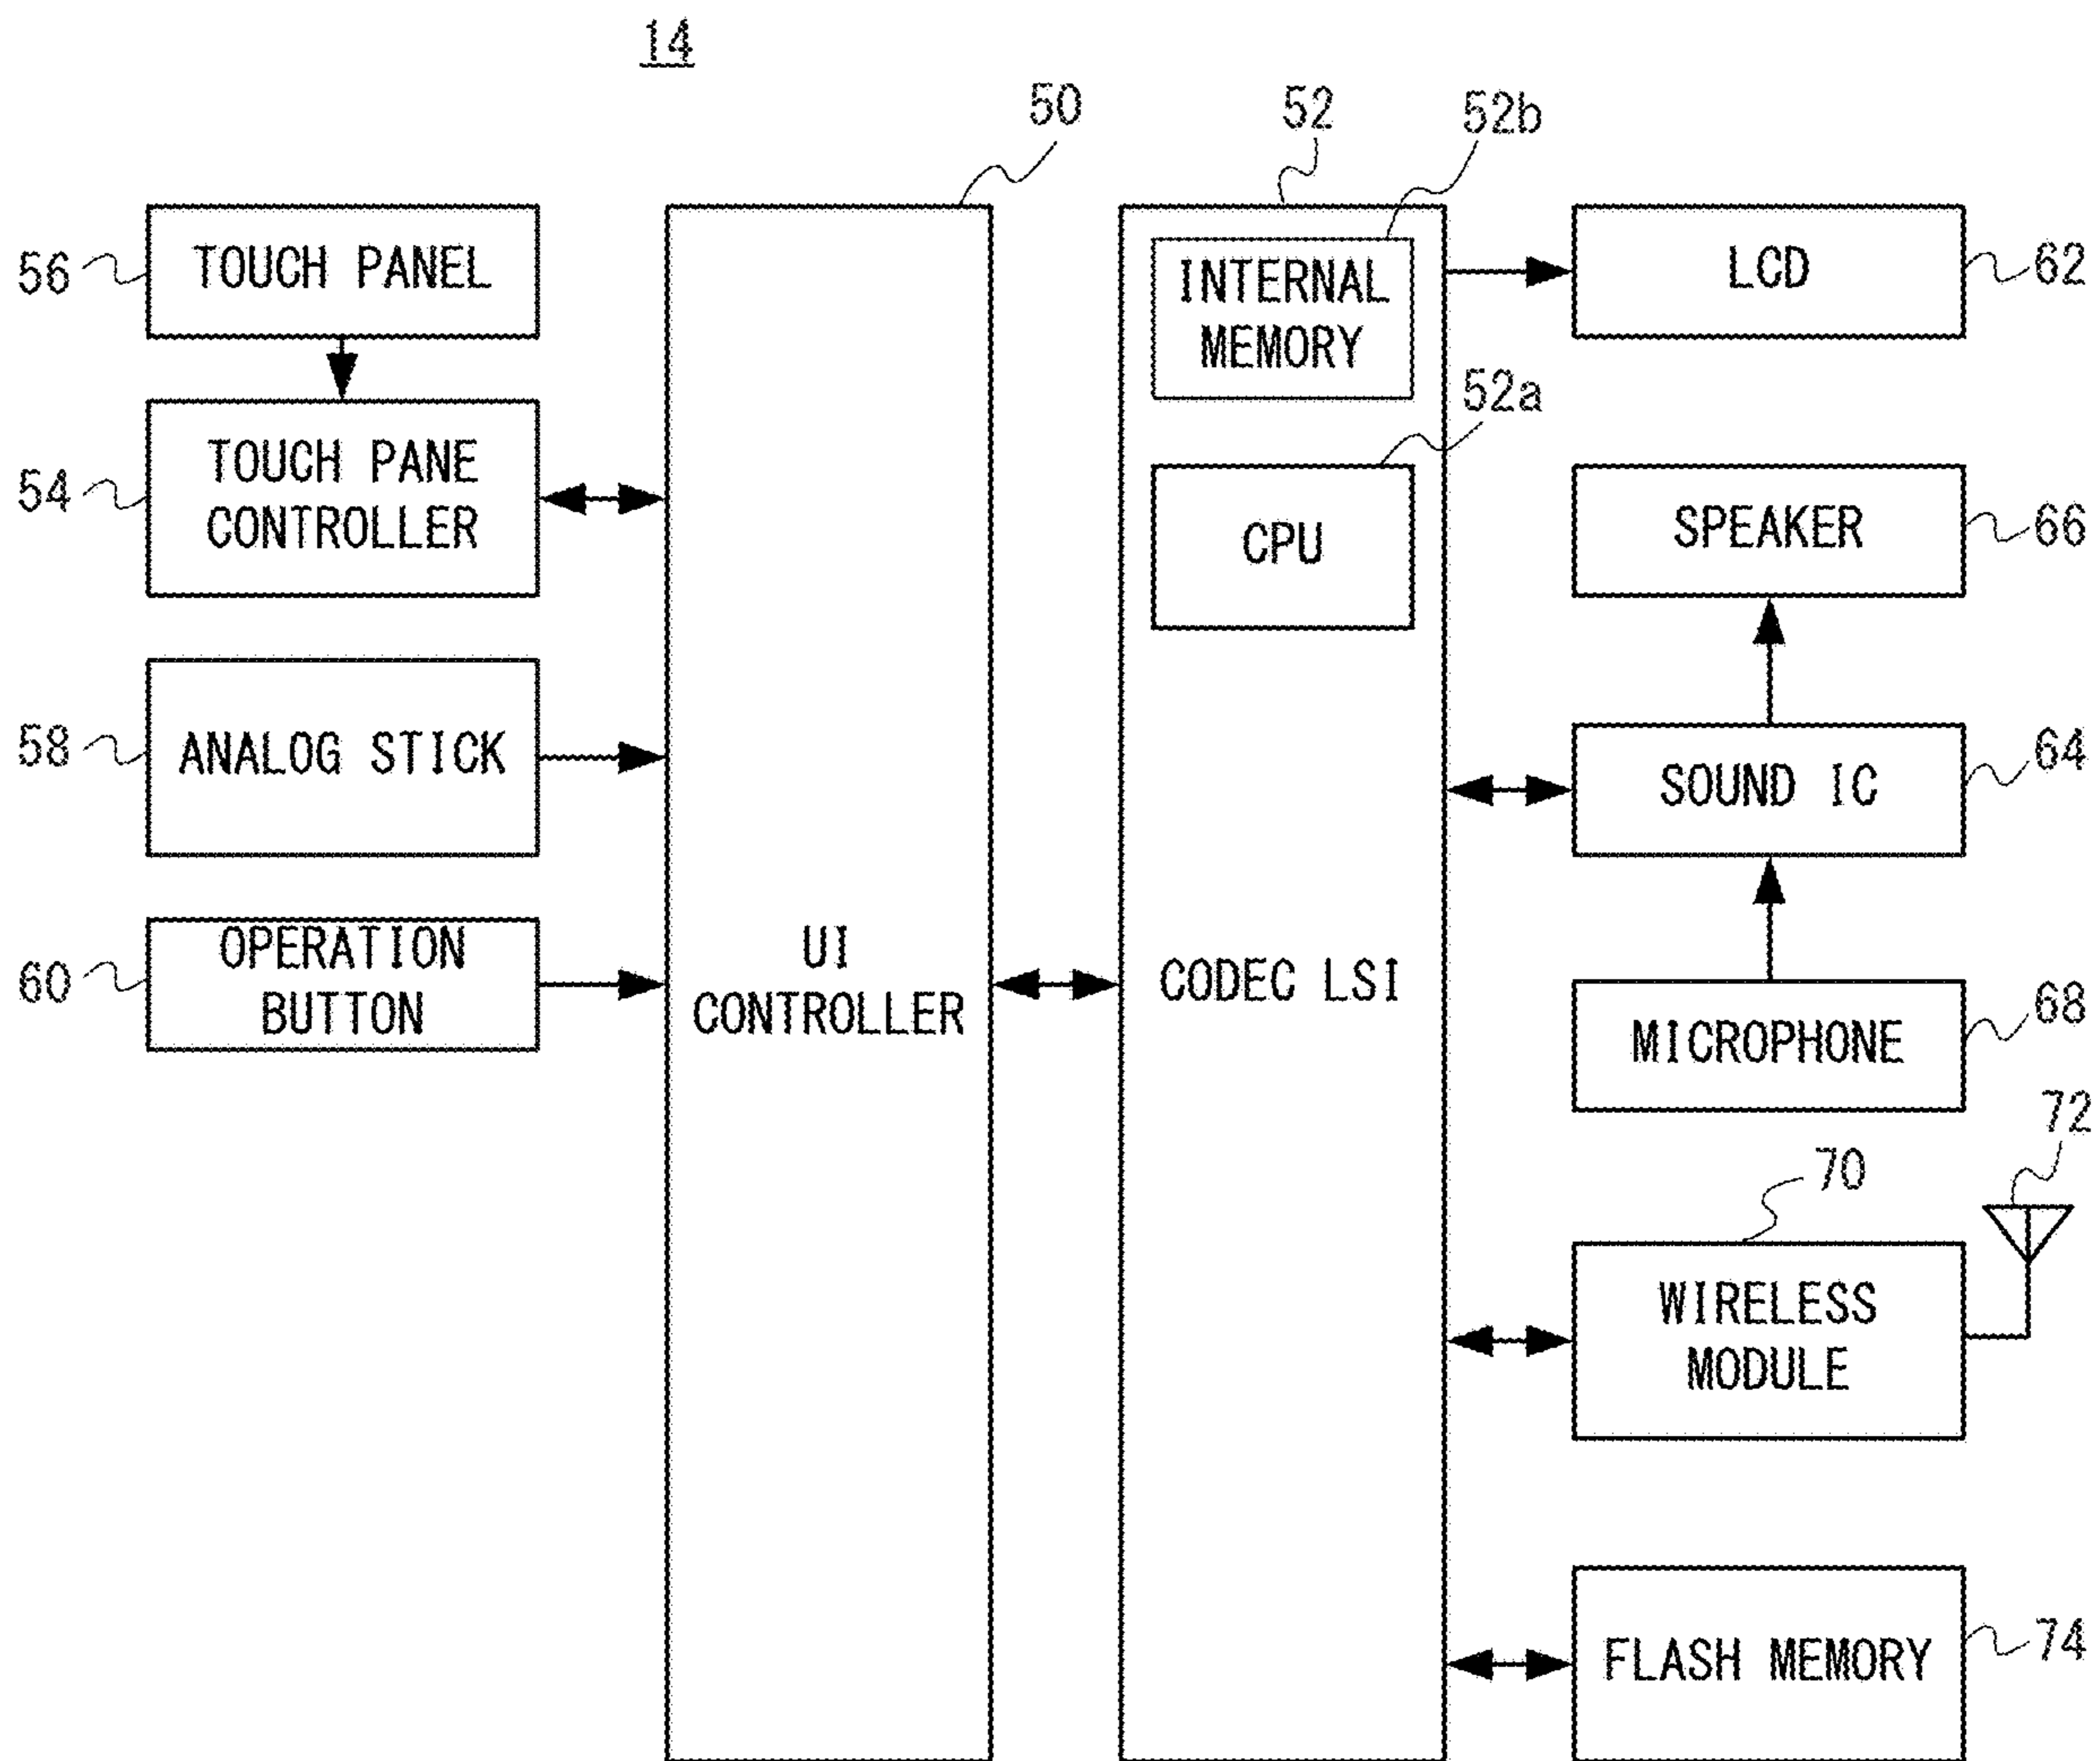 14
50
52
52b
56
TOUCH PANEL
INTERNAL
MEMORY
LCD
62
52a
54
TOUCH PANE
CONTROLLER
CPU
SPEAKER
66
58
ANALOG STICK
SOUND IC
64
60
OPERATION
BUTTON
UI
CONTROLLER
CODEC LSI
MICROPHONE
68
72
70
WIRELESS
MODULE
FLASH MEMORY
74